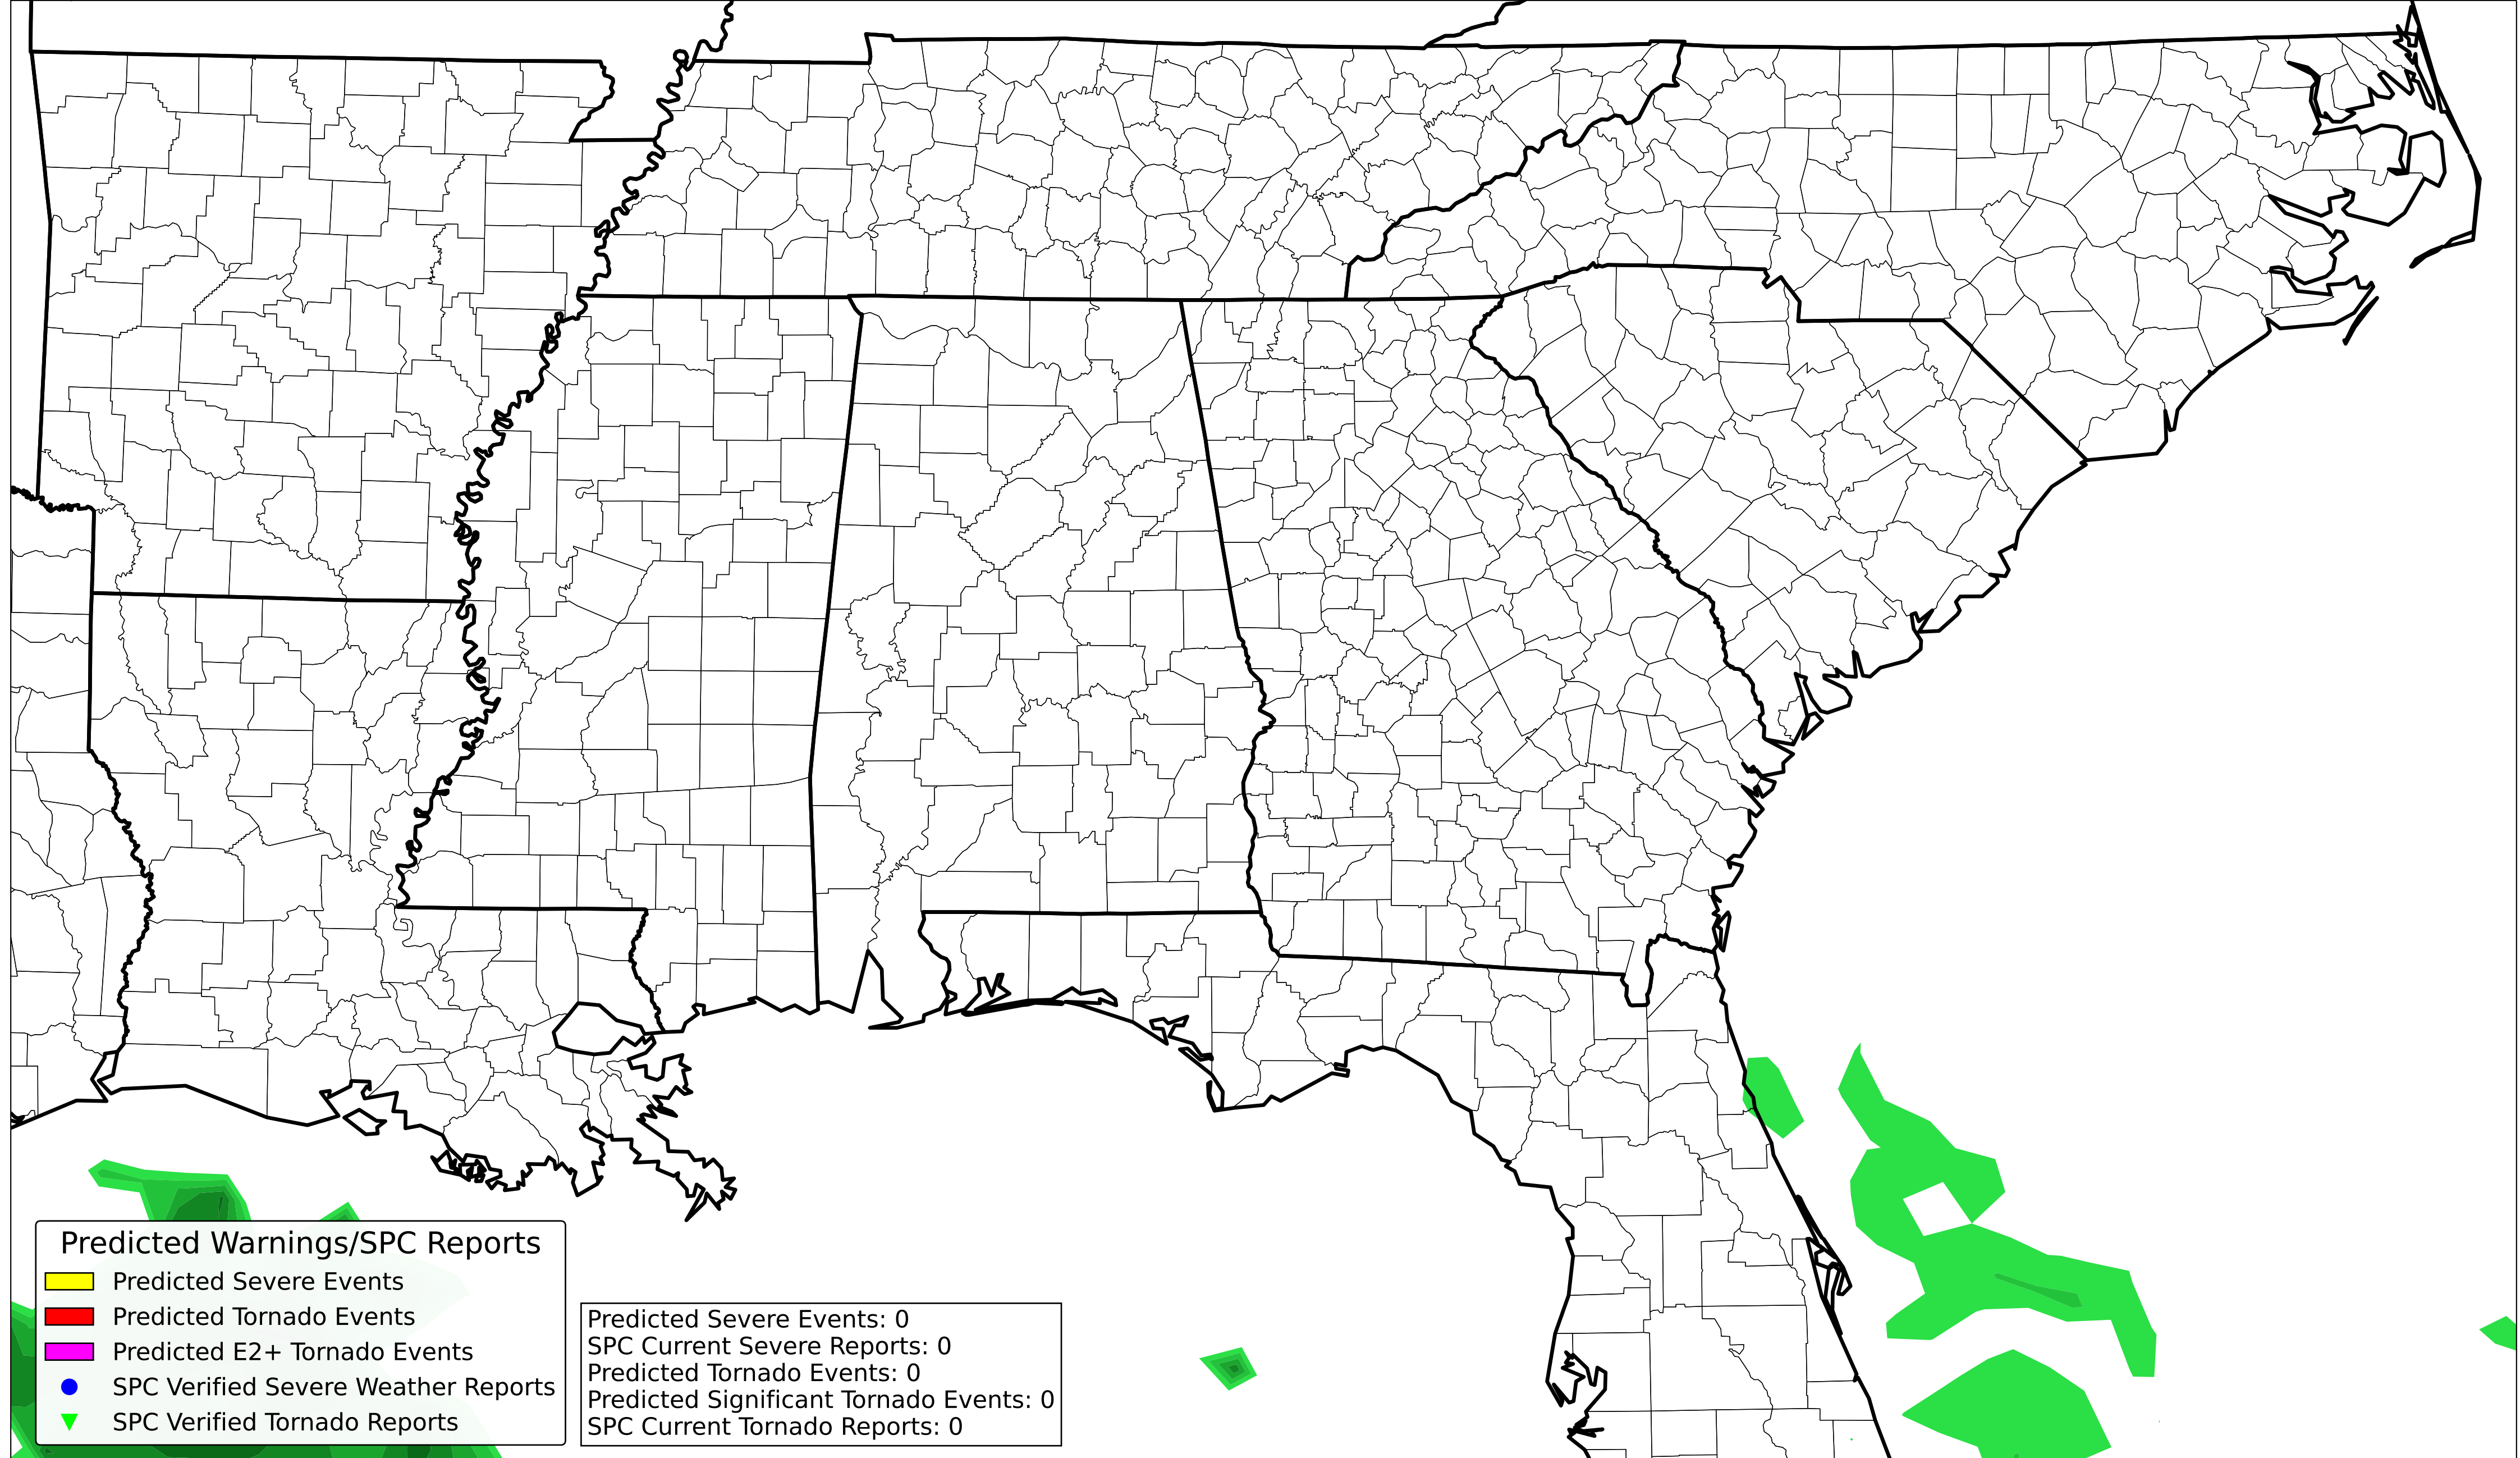 Predicted Warnings/SPC Reports
Predicted Severe Events
Predicted Tornado Events
Predicted E2+ Tornado Events
SPC Verified Severe Weather Reports
SPC Verified Tornado Reports
Predicted Severe Events: 0
SPC Current Severe Reports: 0
Predicted Tornado Events: 0
Predicted Significant Tornado Events: 0
SPC Current Tornado Reports: 0